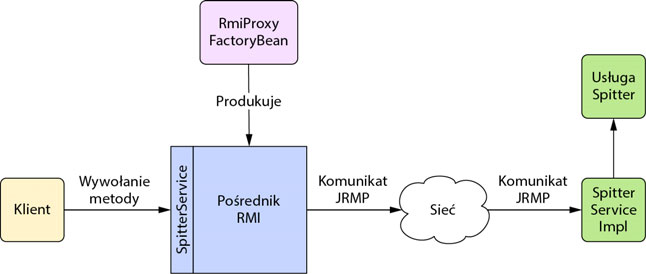 RmiProxy
FactoryBean
Produkuje
Usługa
Spitter
Klient
Wywołanie
metody
SpitterService
Pośrednik
RMI
Komunikat
JRMP
Sieć
Komunikat
JRMP
Spitter
Service
Impl